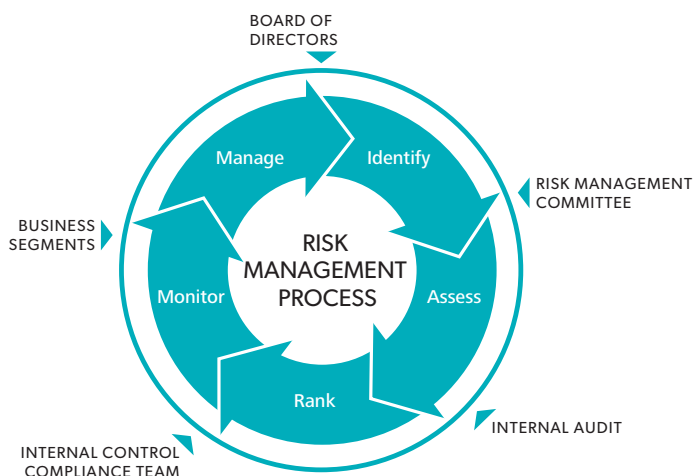 BOARD OF
DIRECTORS
Manage
Identify
RISK MANAGEMENT
COMMITTEE
BUSINESS
SEGMENTS
RISK
MANAGEMENT
PROCESS
Monitor
Assess
Rank
INTERNAL AUDIT
INTERNAL CONTROL
COMPLIANCE TEAM